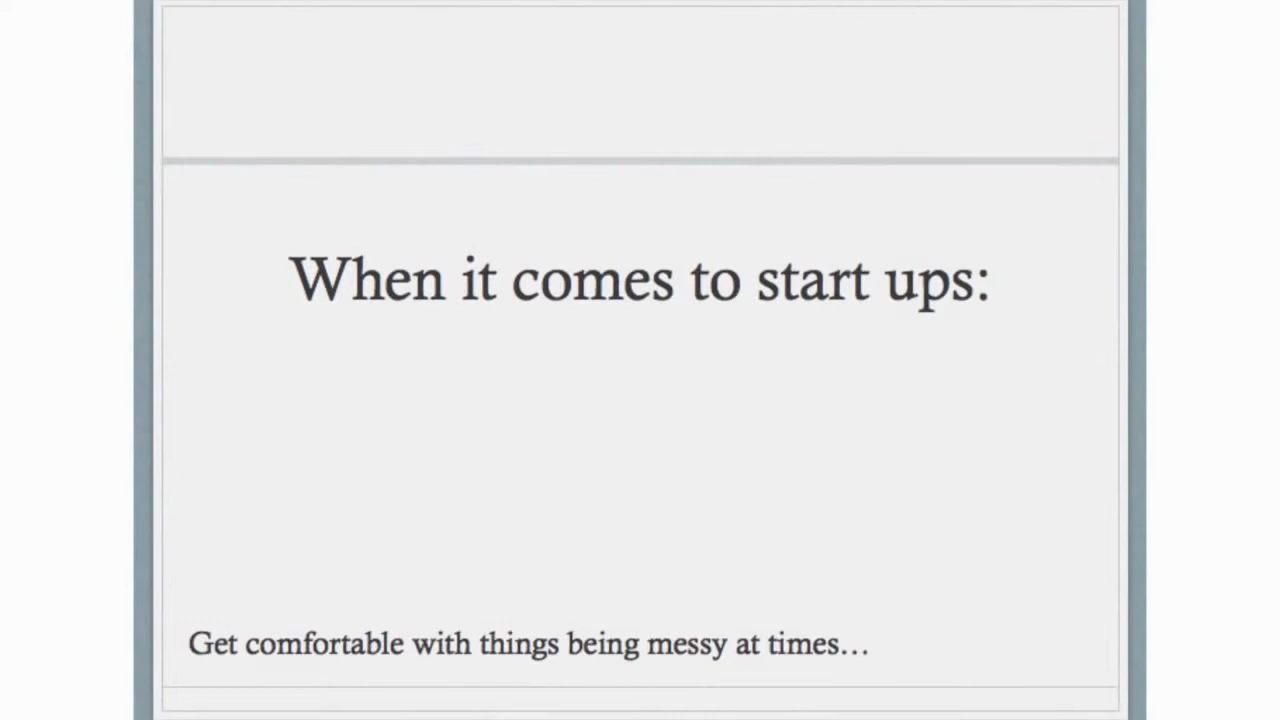 When it comes to start ups:
Get comfortable with things being messy at times…